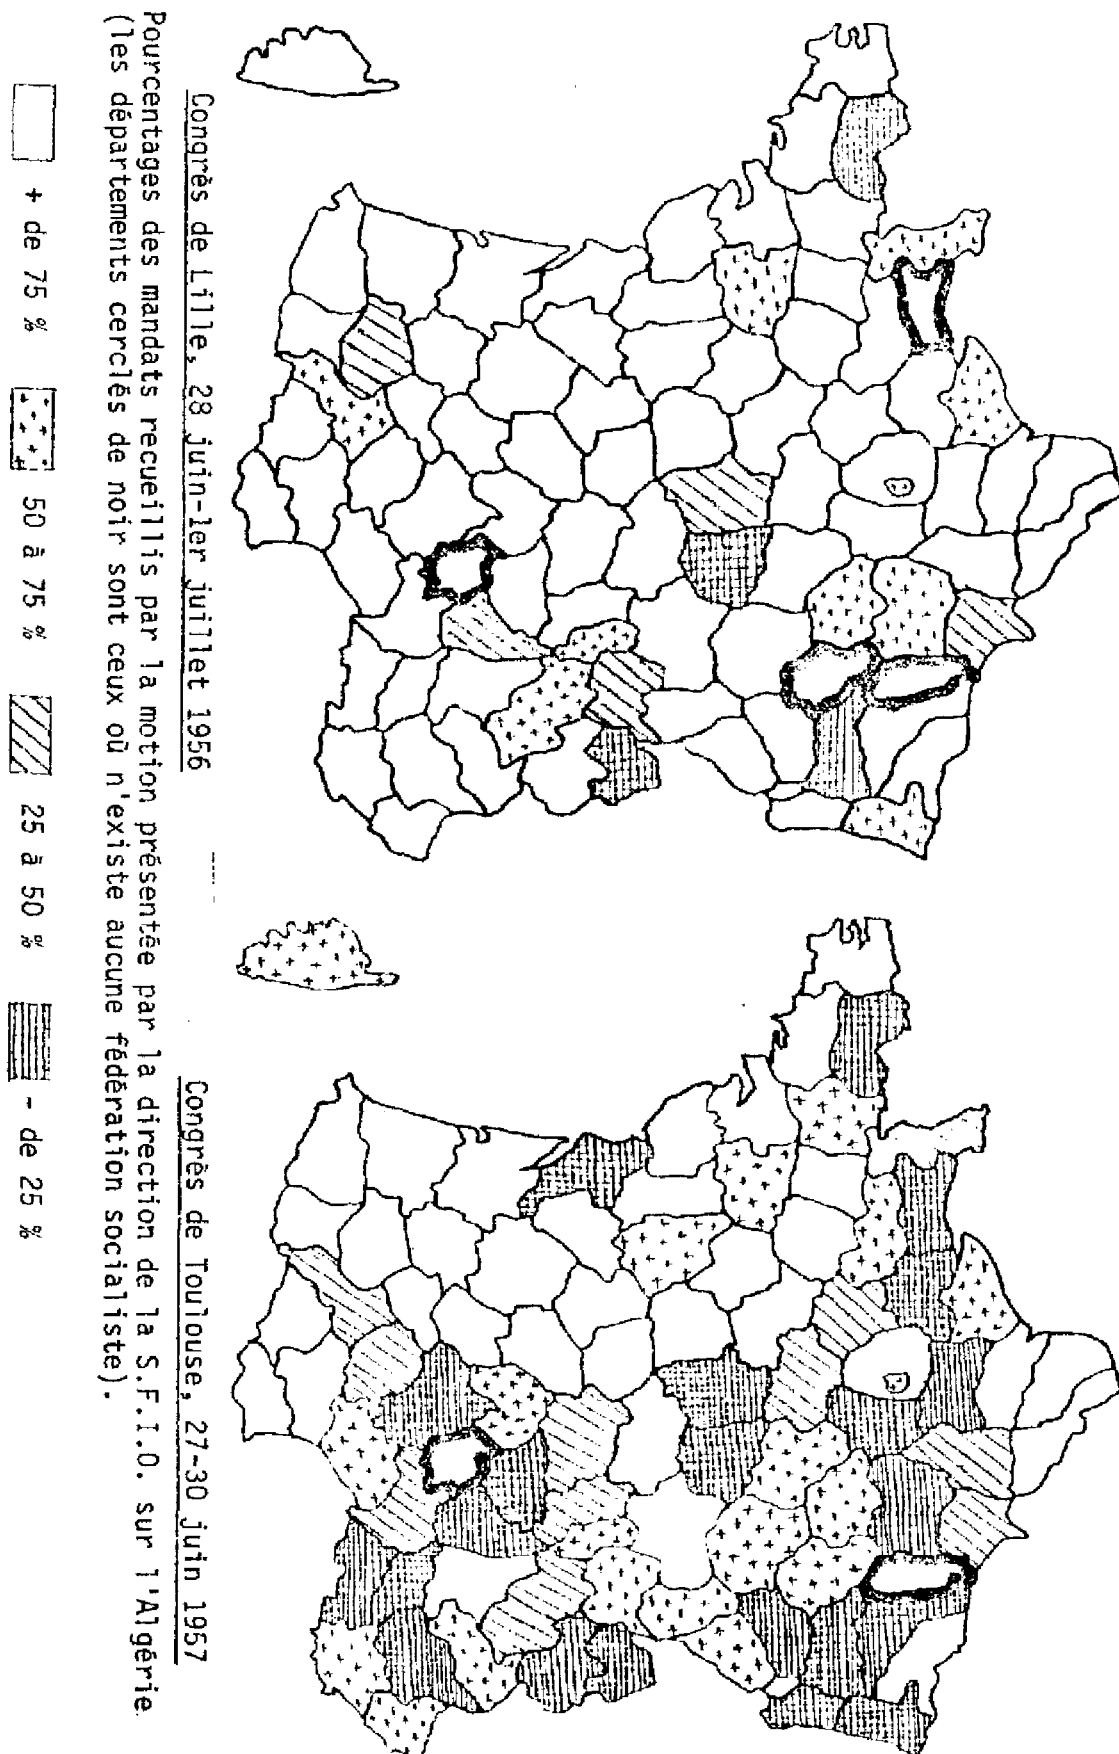 Congrès de Lille, 28 juin-1er juillet 1956
Congrès de Toulouse, 27-30 juin 1957
Pourcentages des mandats recueillis par la motion présentée par la direction de la S.F.I.O. sur l'Algérie
(les départements cerclés de noir sont ceux où n'existe aucune fédération socialiste).
+ de 75 % 50 à 75 % 25 à 50 % - de 25 %